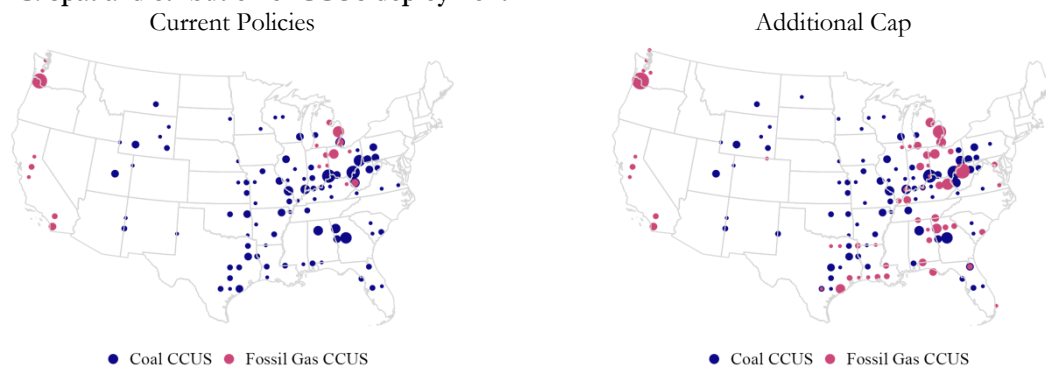 Current Policies
Additional Cap
Coal CCUS
Fossil Gas CCUS
Coal CCUS
Fossil Gas CCUS